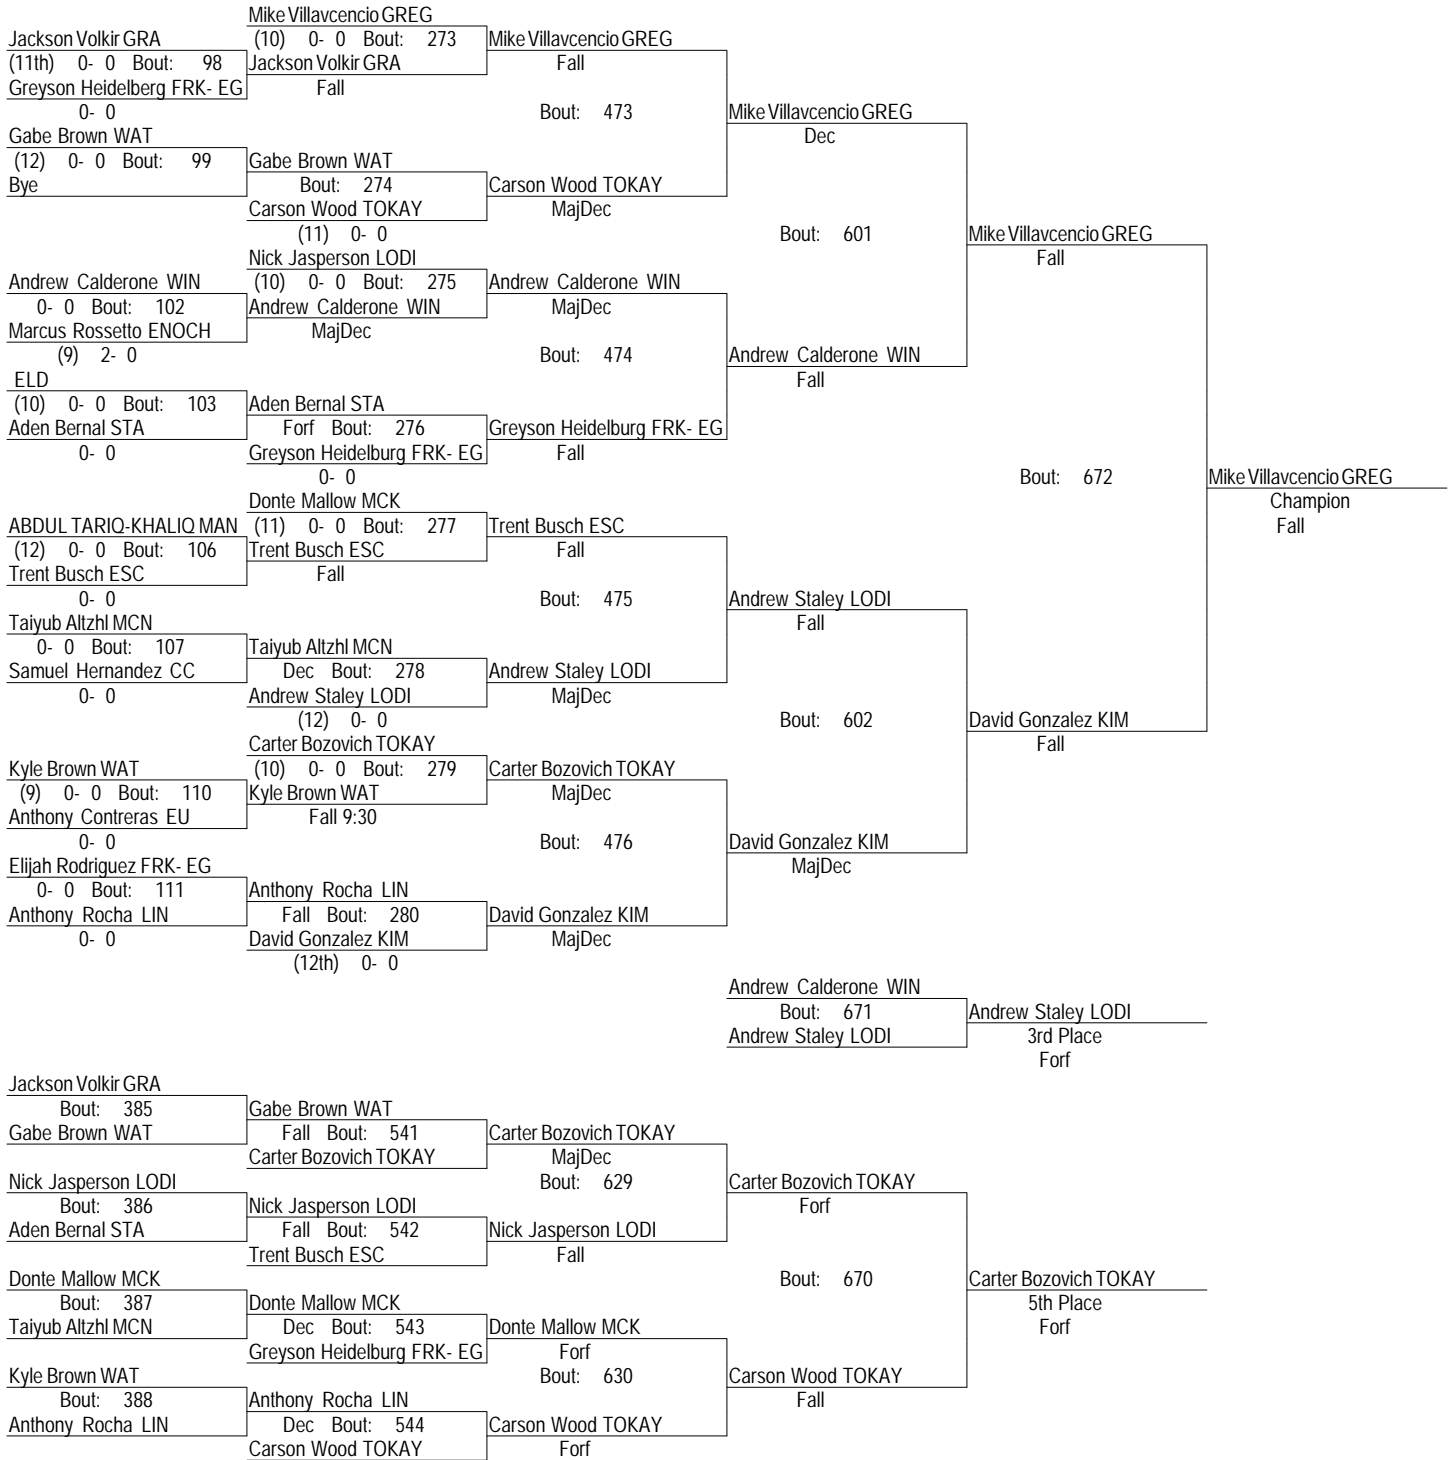 Mike Villavcencio GREG
Jackson Volkir GRA (10) 0- 0 Bout: 273 Mike Villavcencio GREG
(11th) 0- 0 Bout: 98 Jackson Volkir GRA Fall
Greyson Heidelberg FRK- EG Fall
0- 0 Bout: 473 Mike Villavcencio GREG
Gabe Brown WAT Dec
(12) 0- 0 Bout: 99 Gabe Brown WAT
Bye Bout: 274 Carson Wood TOKAY
Carson Wood TOKAY MajDec
(11) 0- 0 Bout: 601 Mike Villavcencio GREG
Nick Jasperson LODI Fall
Andrew Calderone WIN (10) 0- 0 Bout: 275 Andrew Calderone WIN
0- 0 Bout: 102 Andrew Calderone WIN MajDec
Marcus Rossetto ENOCH MajDec
(9) 2- 0 Bout: 474 Andrew Calderone WIN
ELD Fall
(10) 0- 0 Bout: 103 Aden Bernal STA
Aden Bernal STA Forf Bout: 276 Greyson Heidelburg FRK- EG
0- 0 Greyson Heidelburg FRK- EG Fall
0- 0 Bout: 672 Mike Villavcencio GREG
Donte Mallow MCK Champion
ABDUL TARIQ-KHALIQ MAN (11) 0- 0 Bout: 277 Trent Busch ESC Fall
(12) 0- 0 Bout: 106 Trent Busch ESC Fall
Trent Busch ESC Fall
0- 0 Bout: 475 Andrew Staley LODI
Taiyub Altzhl MCN Fall
0- 0 Bout: 107 Taiyub Altzhl MCN
Samuel Hernandez CC Dec Bout: 278 Andrew Staley LODI
0- 0 Andrew Staley LODI MajDec
(12) 0- 0 Bout: 602 David Gonzalez KIM
Carter Bozovich TOKAY Fall
Kyle Brown WAT (10) 0- 0 Bout: 279 Carter Bozovich TOKAY
(9) 0- 0 Bout: 110 Kyle Brown WAT MajDec
Anthony Contreras EU Fall 9:30
0- 0 Bout: 476 David Gonzalez KIM
Elijah Rodriguez FRK- EG MajDec
0- 0 Bout: 111 Anthony Rocha LIN
Anthony Rocha LIN Fall Bout: 280 David Gonzalez KIM
0- 0 David Gonzalez KIM MajDec
(12th) 0- 0
Andrew Calderone WIN
Bout: 671 Andrew Staley LODI
Andrew Staley LODI 3rd Place
Forf
Jackson Volkir GRA
Bout: 385 Gabe Brown WAT
Gabe Brown WAT Fall Bout: 541 Carter Bozovich TOKAY
Carter Bozovich TOKAY MajDec
Nick Jasperson LODI Bout: 629 Carter Bozovich TOKAY
Bout: 386 Nick Jasperson LODI Forf
Aden Bernal STA Fall Bout: 542 Nick Jasperson LODI
Trent Busch ESC Fall
Donte Mallow MCK Bout: 670 Carter Bozovich TOKAY
Bout: 387 Donte Mallow MCK 5th Place
Taiyub Altzhl MCN Dec Bout: 543 Donte Mallow MCK Forf
Greyson Heidelburg FRK- EG Forf
Kyle Brown WAT Bout: 630 Carson Wood TOKAY
Bout: 388 Anthony Rocha LIN Fall
Anthony Rocha LIN Dec Bout: 544 Carson Wood TOKAY
Carson Wood TOKAY Forf